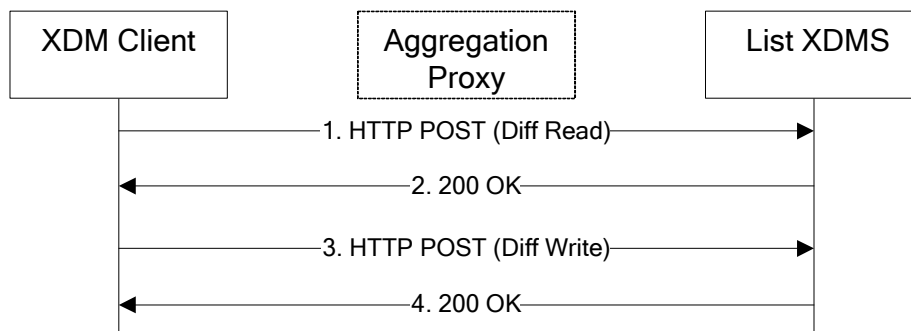 XDM Client
Aggregation
Proxy
List XDMS
1. HTTP POST (Diff Read)
2. 200 OK
3. HTTP POST (Diff Write)
4. 200 OK